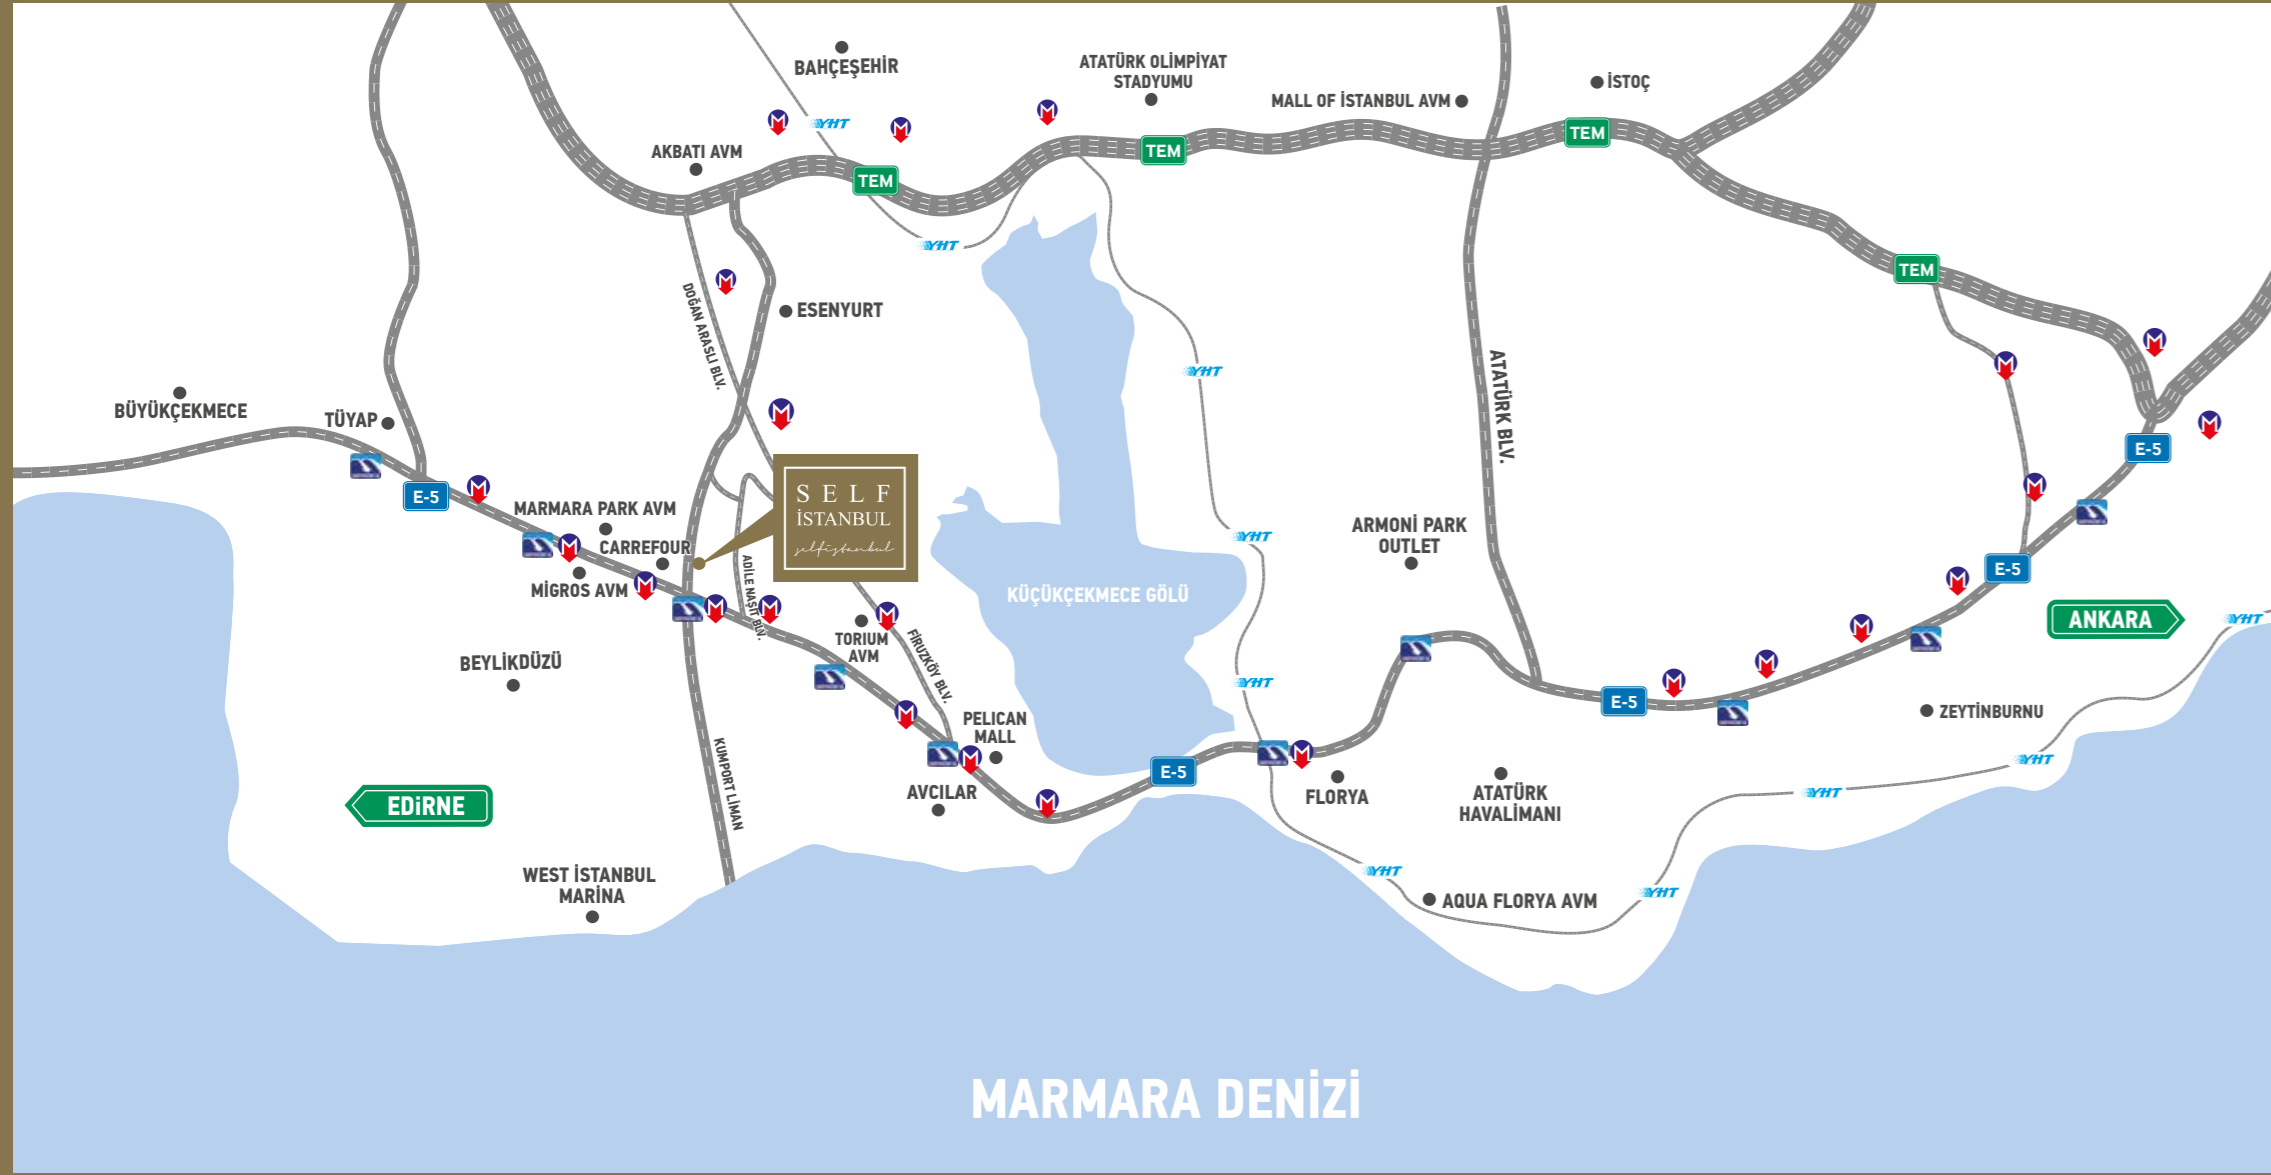 BAHÇEŞEHİR
ATATÜRK OLİMPİYAT
STADYUMU
MALL OF İSTANBUL AVM
İSTOÇ
M
YHT
M
M
TEM
TEM
AKBATI AVM
TEM
YHT
TEM
M
DOĞAN ARASLI BLV.
ESENYURT
YHT
ATATÜRK BLV.
M
M
BÜYÜKÇEKMECE
TÜYAP
M
M
E-5
E-5
M
MARMARA PARK AVM
SELF
İSTANBUL
selfistanbul
M
YHT
ARMONİ PARK
OUTLET
M
CARREFOUR
MİGROS AVM
M
ADİLE NAŞİT BLV.
M
M
KÜÇÜKÇEKMECE GÖLÜ
E-5
M
ANKARA
YHT
TORIUM
AVM
M
FİRUZKÖY BLV.
M
BEYLİKDÜZÜ
YHT
M
M
E-5
ZEYTİNBURNU
M
PELICAN
MALL
KUMPORT LİMAN
M
E-5
M
YHT
EDİRNE
AVCILAR
M
FLORYA
ATATÜRK
HAVALİMANI
YHT
WEST İSTANBUL
MARİNA
YHT
AQUA FLORYA AVM
YHT
MARMARA DENİZİ